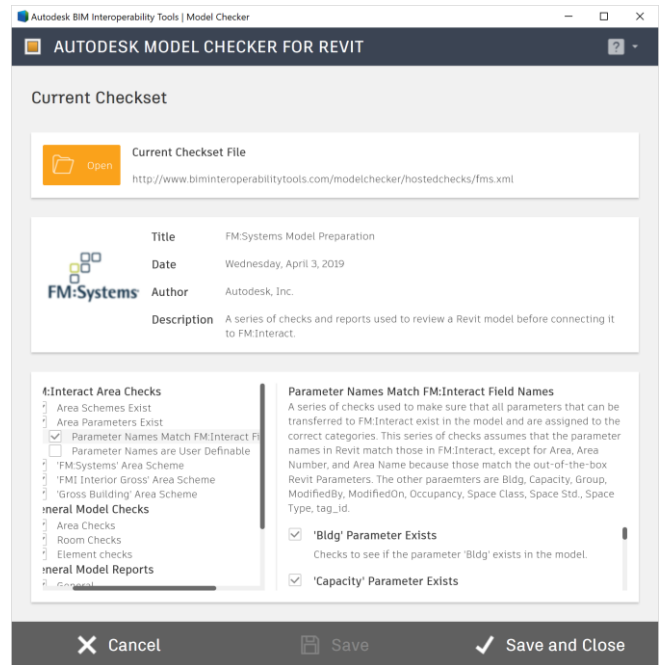 Autodesk BIM Interoperability Tools | Model Checker
AUTODESK MODEL CHECKER FOR REVIT
?
Current Checkset
Open
Current Checkset File
http://www.biminteroperabilitytools.com/modelchecker/hostedchecks/fms.xml
FM:Systems
Title FM:Systems Model Preparation
Date Wednesday, April 3, 2019
Author Autodesk, Inc.
Description A series of checks and reports used to review a Revit model before connecting it
to FM:Interact.
M:Interact Area Checks
Area Schemes Exist
Area Parameters Exist
Parameter Names Match FM:Interact Fi
Parameter Names are User Definable
'FM:Systems' Area Scheme
'FMI Interior Gross' Area Scheme
'Gross Building' Area Scheme
eneral Model Checks
Area Checks
Room Checks
Element checks
eneral Model Reports
General
Parameter Names Match FM:Interact Field Names
A series of checks used to make sure that all parameters that can be
transferred to FM:Interact exist in the model and are assigned to the
correct categories. This series of checks assumes that the parameter
names in Revit match those in FM:Interact, except for Area, Area
Number, and Area Name because those match the out-of-the-box
Revit Parameters. The other paraemters are Bldg, Capacity, Group,
ModifiedBy, ModifiedOn, Occupancy, Space Class, Space Std., Space
Type, tag_id.
'Bldg' Parameter Exists
Checks to see if the parameter 'Bldg' exists in the model.
'Capacity' Parameter Exists
Cancel
Save
Save and Close